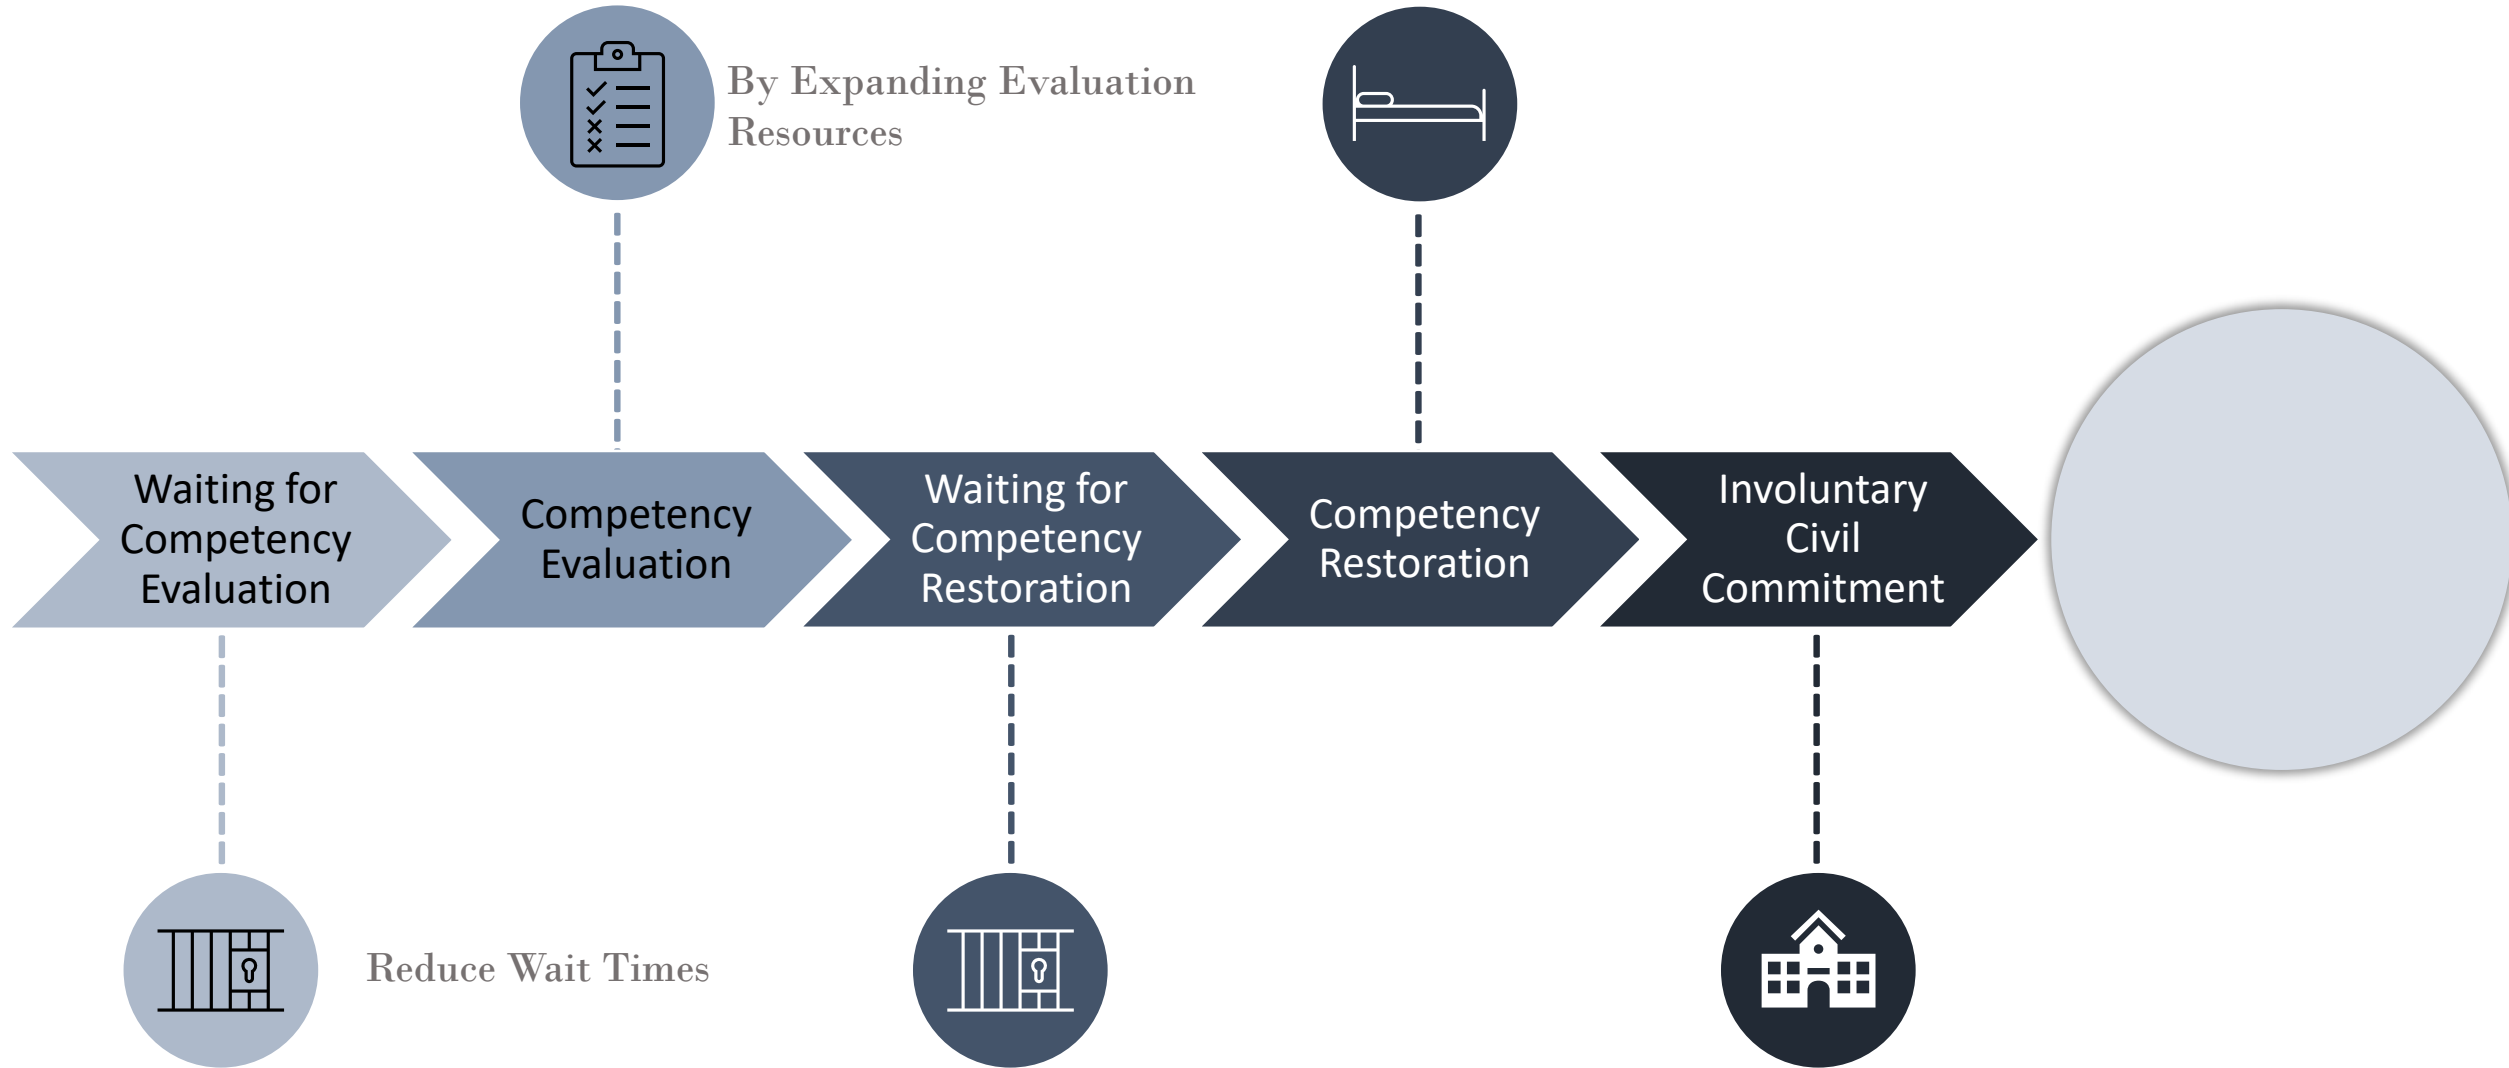 By Expanding Evaluation
Resources
Waiting for
Competency
Evaluation
Competency
Evaluation
Waiting for
Competency
Restoration
Competency
Restoration
Involuntary
Civil
Commitment
Reduce Wait Times